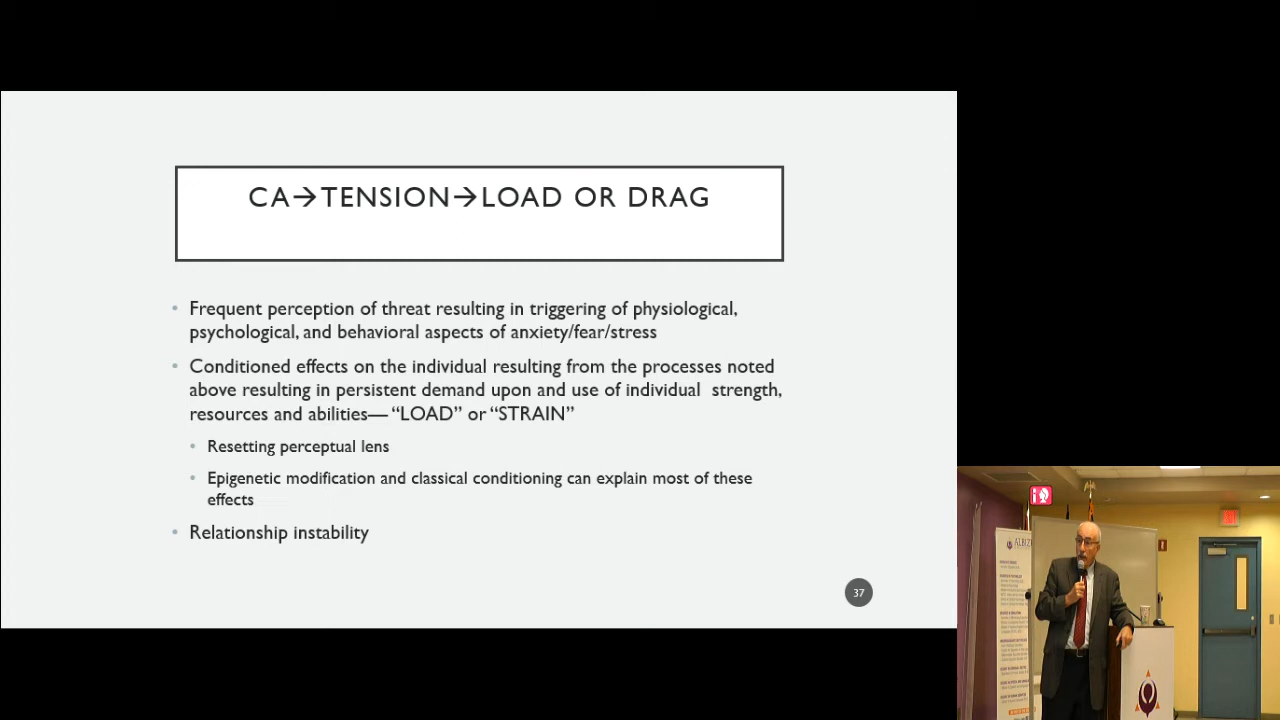 CA→TENSION→LOAD OR DRAG
• Frequent perception of threat resulting in triggering of physiological,
psychological, and behavioral aspects of anxiety/fear/stress
• Conditioned effects on the individual resulting from the processes noted
above resulting in persistent demand upon and use of individual  strength,
resources and abilities— “LOAD” or “STRAIN”
• Resetting perceptual lens
• Epigenetic modification and classical conditioning can explain most of these
effects
• Relationship instability
37